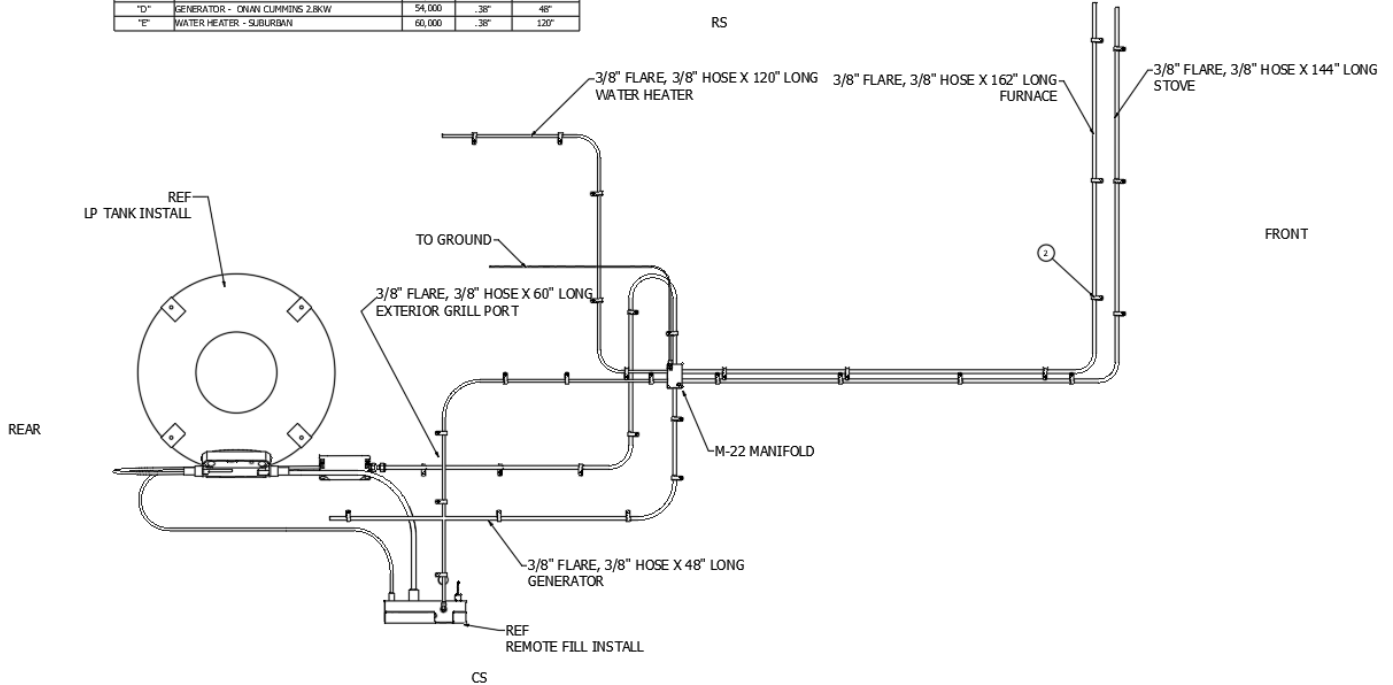 "D" GENERATOR - ONAN CUMMINS 2.8KW 54,000 .38" 48"
"E" WATER HEATER - SUBURBAN 60,000 .38" 120"
RS
3/8" FLARE, 3/8" HOSE X 120" LONG
WATER HEATER
3/8" FLARE, 3/8" HOSE X 162" LONG
FURNACE
3/8" FLARE, 3/8" HOSE X 144" LONG
STOVE
REF
LP TANK INSTALL
TO GROUND
FRONT
2
3/8" FLARE, 3/8" HOSE X 60" LONG
EXTERIOR GRILL PORT
REAR
M-22 MANIFOLD
3/8" FLARE, 3/8" HOSE X 48" LONG
GENERATOR
REF
REMOTE FILL INSTALL
CS